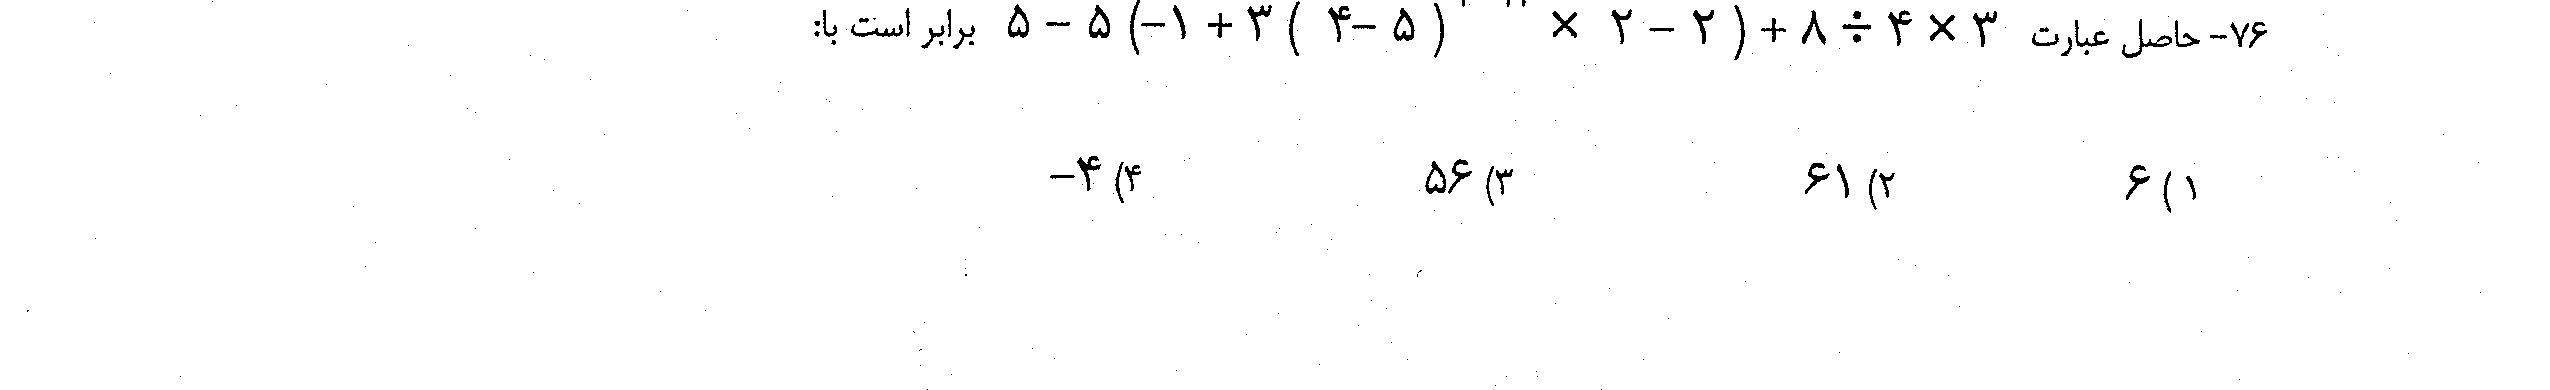 ۷۶- حاصل عبارت ۵ − ۵ (−۱ + ۳ ( ۴− ۵ ) × ۲ − ۲ ) + ۸ ÷ ۴ × ۳ برابر است با:
۱) ۶ ۲) ۶۱ ۳) ۵۶ ۴) −۴